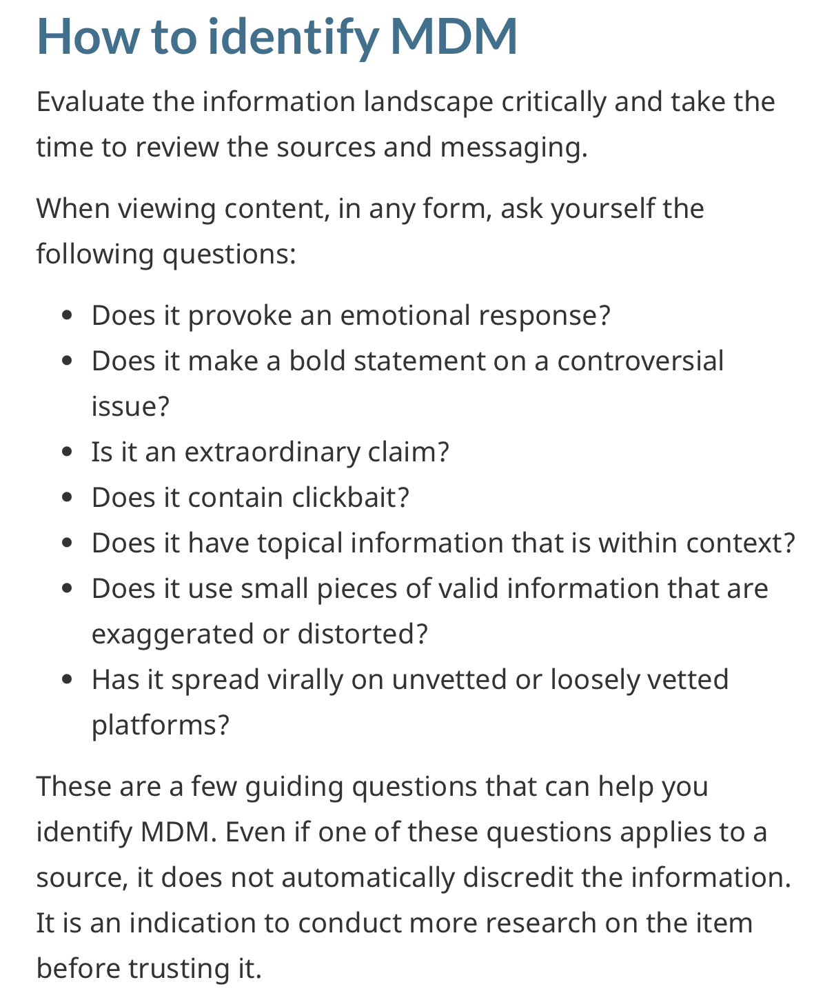 How to identify MDM
Evaluate the information landscape critically and take the
time to review the sources and messaging.
When viewing content, in any form, ask yourself the
following questions:
• Does it provoke an emotional response?
• Does it make a bold statement on a controversial
issue?
• Is it an extraordinary claim?
• Does it contain clickbait?
• Does it have topical information that is within context?
• Does it use small pieces of valid information that are
exaggerated or distorted?
• Has it spread virally on unvetted or loosely vetted
platforms?
These are a few guiding questions that can help you
identify MDM. Even if one of these questions applies to a
source, it does not automatically discredit the information.
It is an indication to conduct more research on the item
before trusting it.